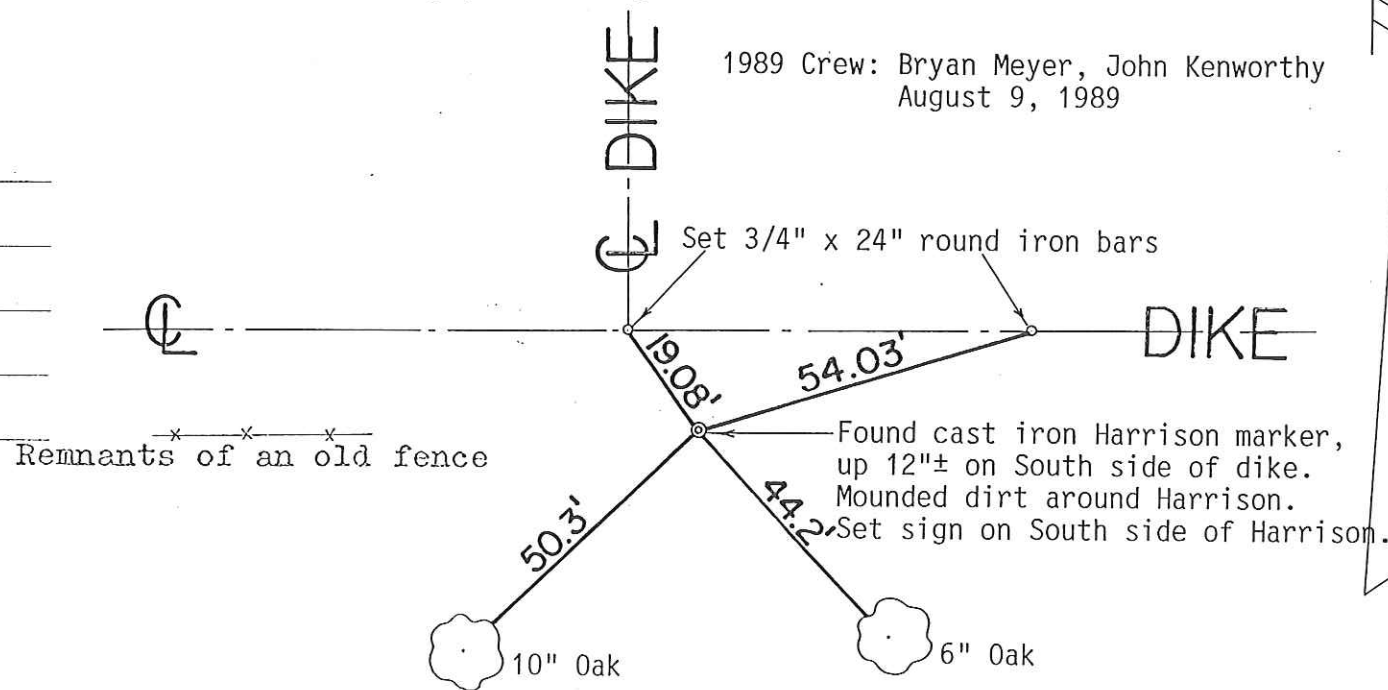 ℄ DIKE
1989 Crew: Bryan Meyer, John Kenworthy
August 9, 1989
Set 3/4" x 24" round iron bars
℄
DIKE
19.08'
54.03'
Remnants of an old fence
Found cast iron Harrison marker,
up 12"± on South side of dike.
Mounded dirt around Harrison.
Set sign on South side of Harrison.
50.3'
44.2'
10" Oak
6" Oak